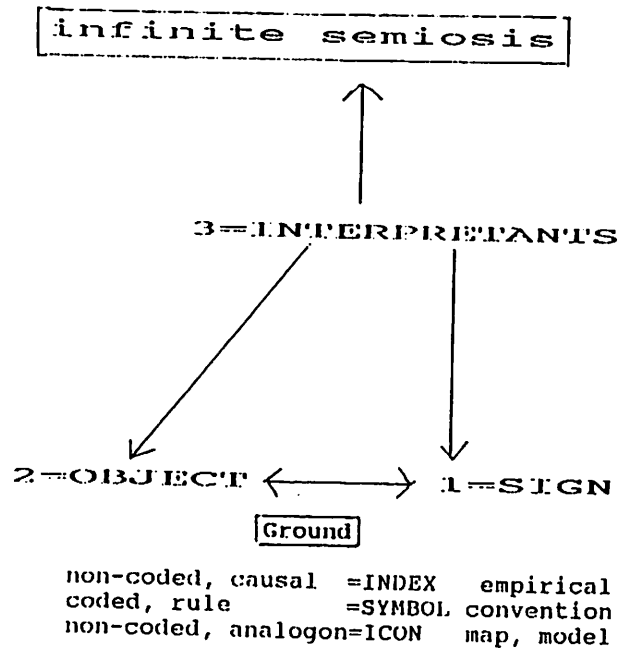 infinite semiosis
3=INTERPRETANTS
2=OBJECT 1=SIGN
Ground
non-coded, causal =INDEX empirical
coded, rule =SYMBOL convention
non-coded, analogon=ICON map, model